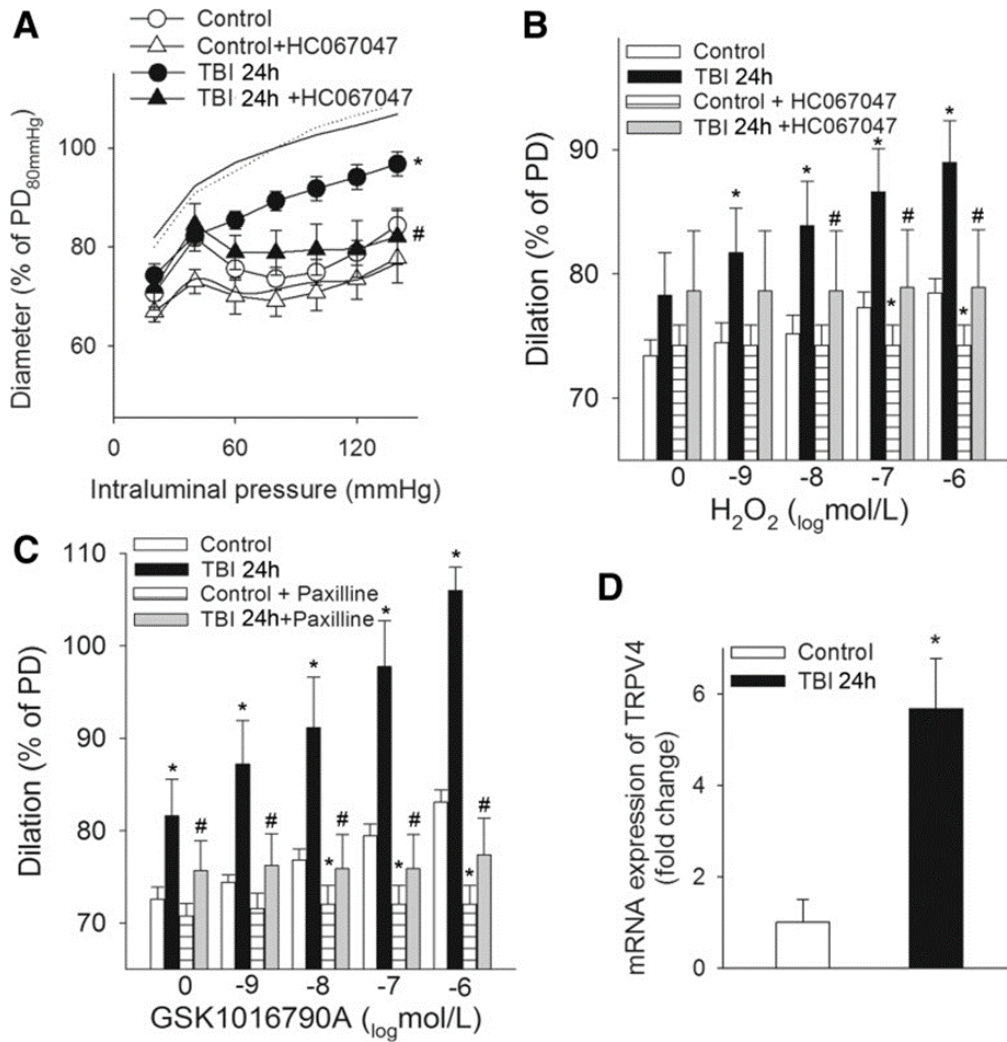 A
Control
Control+HC067047
TBI 24h
TBI 24h +HC067047
Diameter (% of PD80mmHg)
100
80
60
*
#
0
60
120
Intraluminal pressure (mmHg)
B
Control
TBI 24h
Control + HC067047
TBI 24h +HC067047
Dilation (% of PD)
90
80
70
* * * * * *
# # #
0 -9 -8 -7 -6
H2O2 (logmol/L)
C
Control
TBI 24h
Control + Paxilline
TBI 24h+Paxilline
Dilation (% of PD)
110
100
90
80
70
* * * * * * * *
# # # # #
0 -9 -8 -7 -6
GSK1016790A (logmol/L)
D
Control
TBI 24h
mRNA expression of TRPV4
(fold change)
6
4
2
0
*